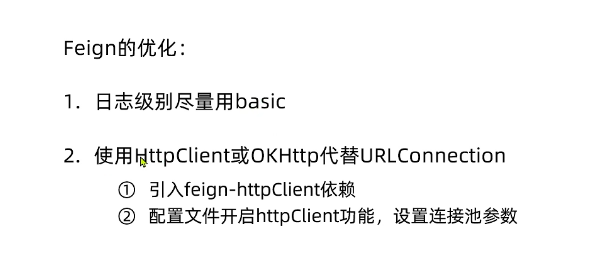 Feign的优化：
1. 日志级别尽量用basic
2. 使用HttpClient或OKHttp代替URLConnection
① 引入feign-httpClient依赖
② 配置文件开启httpClient功能，设置连接池参数